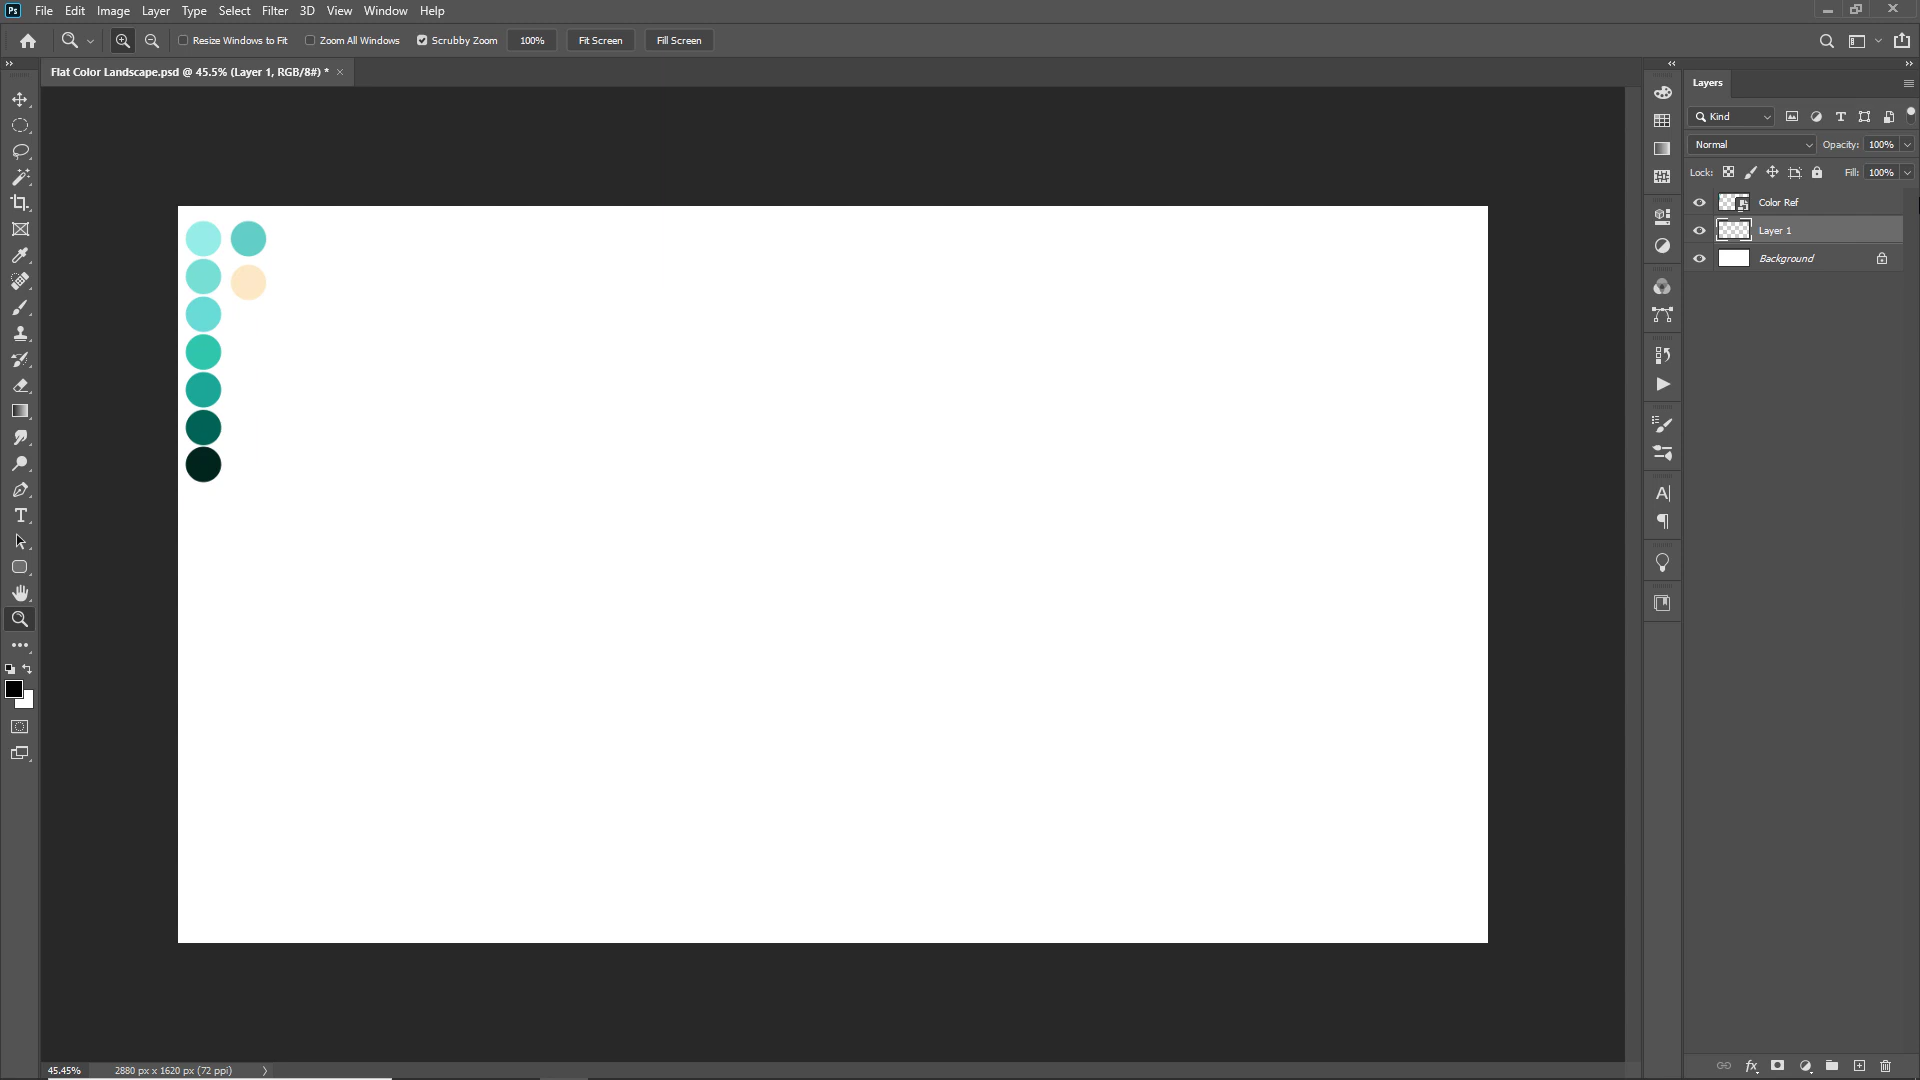 Ps File Edit Image Layer Type Select Filter 3D View Window Help
Resize Windows to Fit Zoom All Windows Scrubby Zoom 100% Fit Screen Fill Screen
Flat Color Landscape.psd @ 45.5% (Layer 1, RGB/8#) * ×
Layers
Kind
Normal Opacity: 100%
Lock: Fill: 100%
Color Ref
Layer 1
Background
45.45% 2880 px x 1620 px (72 ppi)